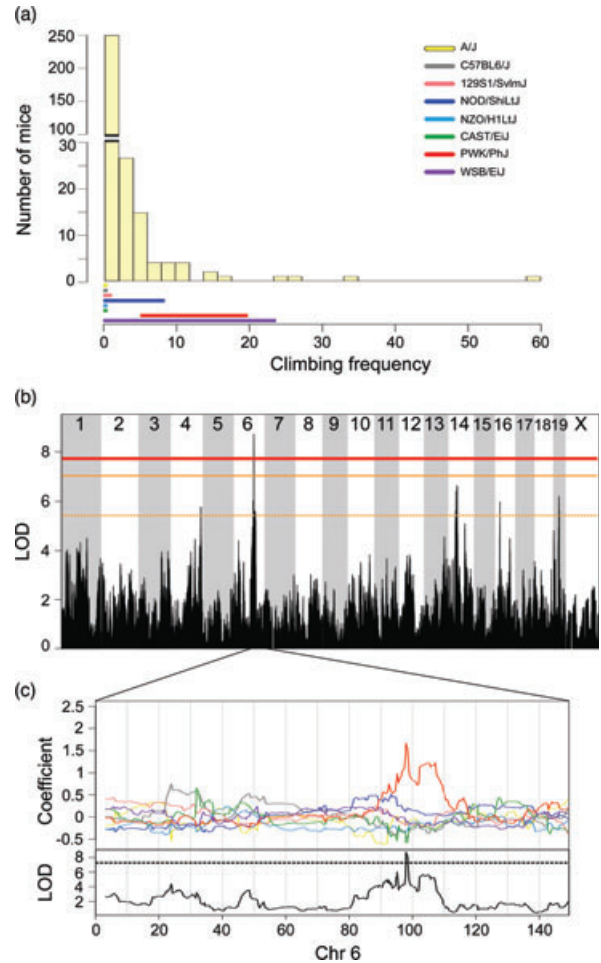 (a)
250
200
150
100
30
20
10
0
Number of mice
A/J
C57BL6/J
129S1/SvlmJ
NOD/ShiLtJ
NZO/H1LtJ
CAST/EiJ
PWK/PhJ
WSB/EiJ
0 10 20 30 40 50 60
Climbing frequency
(b)
1 2 3 4 5 6 7 8 9 10 11 12 13 14 15 16 17 18 19 X
8
6
4
2
0
LOD
(c)
2.5
2
1
0.5
0
-0.5
Coefficient
8
6
4
2
LOD
0 20 40 60 80 100 120 140
Chr 6